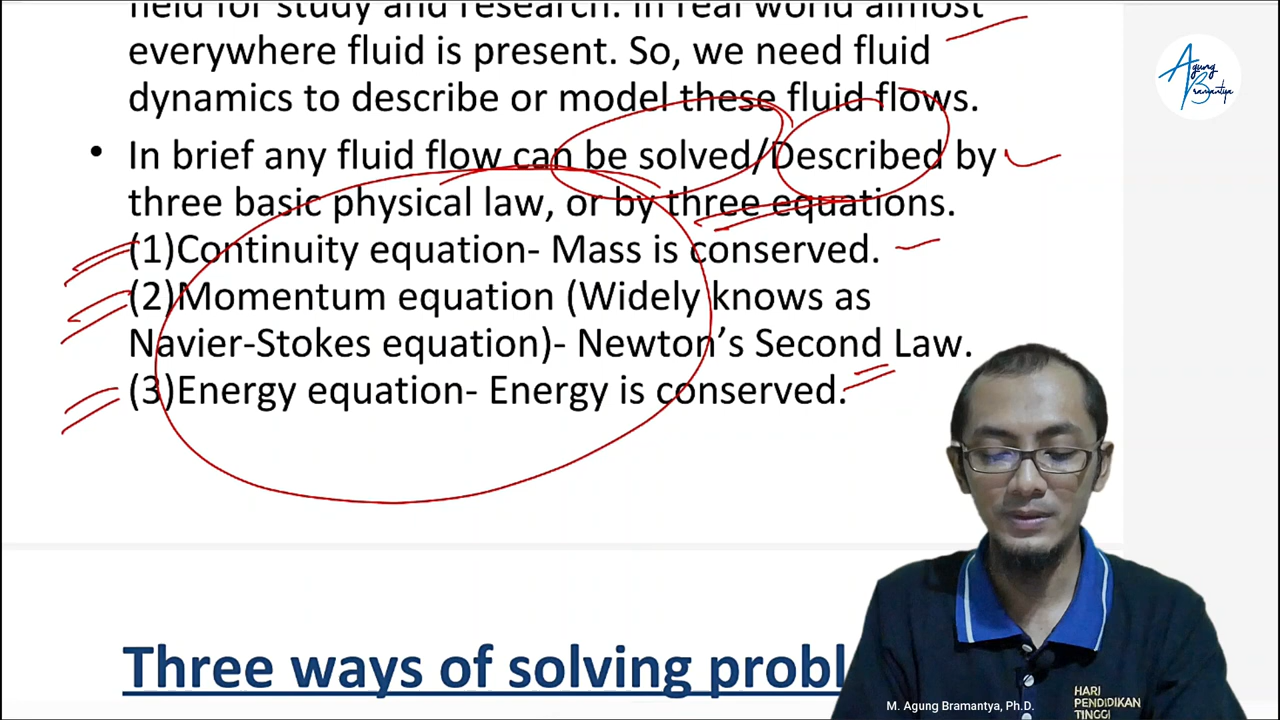 field for study and research. In real world almost
everywhere fluid is present. So, we need fluid
dynamics to describe or model these fluid flows.
• In brief any fluid flow can be solved/Described by
three basic physical law, or by three equations.
(1)Continuity equation- Mass is conserved.
(2)Momentum equation (Widely knows as
Navier-Stokes equation)- Newton’s Second Law.
(3)Energy equation- Energy is conserved.
Three ways of solving probl
Agung
Bramantya
M. Agung Bramantya, Ph.D.
HARI
PENDIDIKAN
TINGGI